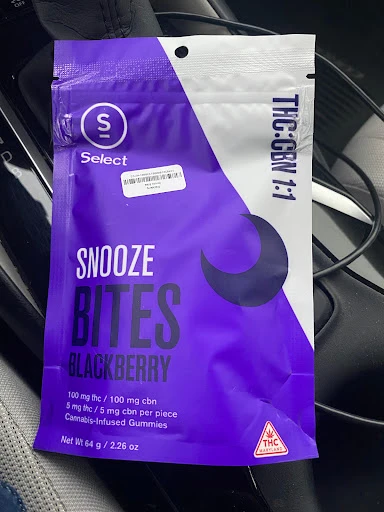 S
Select
THC:CBN 1:1
SNOOZE
BITES
BLACKBERRY
100 mg thc / 100 mg cbn
5 mg thc / 5 mg cbn per piece
Cannabis-Infused Gummies
Net Wt 64 g / 2.26 oz
THC
MARYLAND